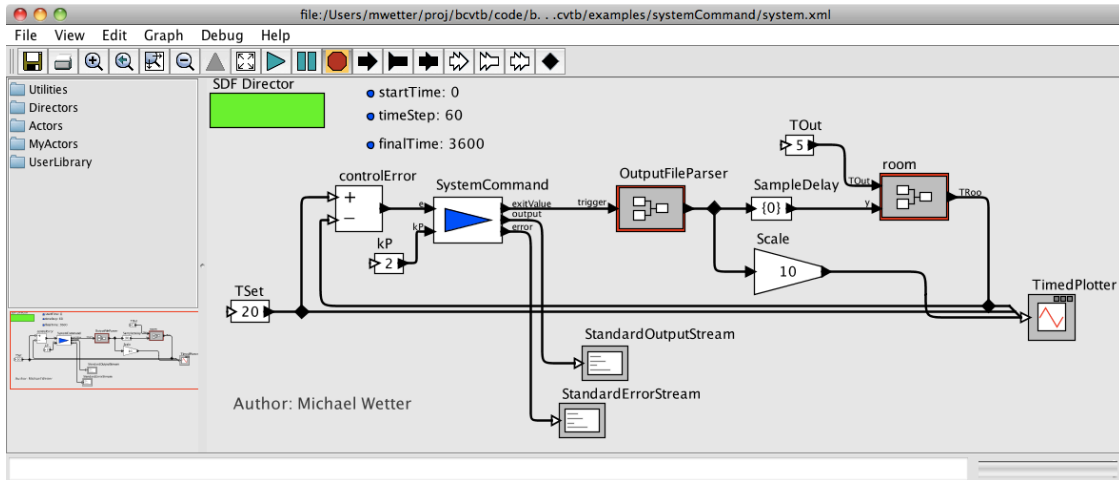 file:/Users/mwetter/proj/bcvtb/code/b. . .cvtb/examples/systemCommand/system.xml
File View Edit Graph Debug Help
Utilities
Directors
Actors
MyActors
UserLibrary
SDF Director
startTime: 0
timeStep: 60
finalTime: 3600
TOut
5
controlError
+
−
SystemCommand
e
kP
exitValue
output
error
kP
2
OutputFileParser
trigger
SampleDelay
{0}
room
TOut
y
TRoo
Scale
10
TSet
20
TimedPlotter
StandardOutputStream
StandardErrorStream
Author: Michael Wetter